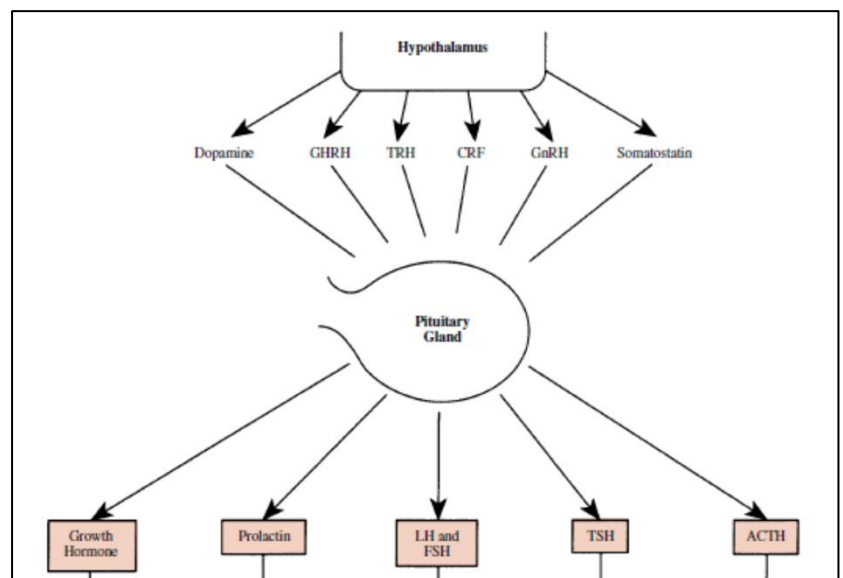 Hypothalamus
Dopamine
GHRH
TRH
CRF
GnRH
Somatostatin
Pituitary
Gland
Growth
Hormone
Prolactin
LH and
FSH
TSH
ACTH